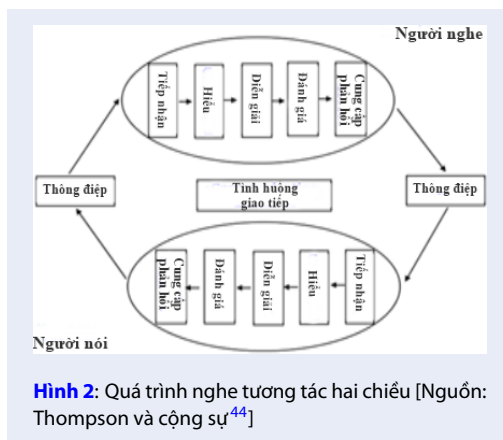 Người nghe
Tiếp nhận
Hiểu
Diễn giải
Đánh giá
Cung cấp
phản hồi
Thông điệp
Tình huống
giao tiếp
Thông điệp
Cung cấp
phản hồi
Đánh giá
Diễn giải
Hiểu
Tiếp nhận
Người nói
Hình 2: Quá trình nghe tương tác hai chiều [Nguồn:
Thompson và cộng sự44]